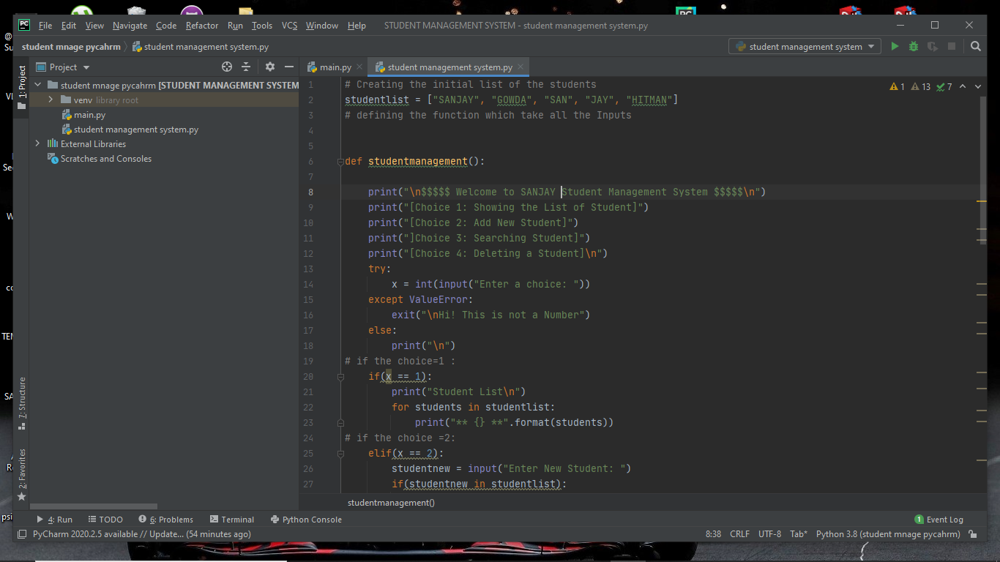 File Edit View Navigate Code Refactor Run Tools VCS Window Help STUDENT MANAGEMENT SYSTEM - student management system.py
student mnage pycahrm student management system.py student management system
1: Project
Project
main.py student management system.py
student mnage pycahrm [STUDENT MANAGEMENT SYSTEM
venv library root
main.py
student management system.py
External Libraries
Scratches and Consoles
1 13 7
1 # Creating the initial list of the students
2 studentlist = ["SANJAY", "GOWDA", "SAN", "JAY", "HITMAN"]
3 # defining the function which take all the Inputs
4
5
6 def studentmanagement():
7
8 print("\n$$$$$ Welcome to SANJAY Student Management System $$$$$\n")
9 print("[Choice 1: Showing the List of Student]")
10 print("[Choice 2: Add New Student]")
11 print("]Choice 3: Searching Student]")
12 print("[Choice 4: Deleting a Student]\n")
13 try:
14 x = int(input("Enter a choice: "))
15 except ValueError:
16 exit("\nHi! This is not a Number")
17 else:
18 print("\n")
19 # if the choice=1 :
20 if(x == 1):
21 print("Student List\n")
22 for students in studentlist:
23 print("** {} **".format(students))
24 # if the choice =2:
25 elif(x == 2):
26 studentnew = input("Enter New Student: ")
27 if(studentnew in studentlist):
studentmanagement()
7: Structure
2: Favorites
4: Run TODO 6: Problems Terminal Python Console 1 Event Log
PyCharm 2020.2.5 available // Update... (54 minutes ago) 8:38 CRLF UTF-8 Tab* Python 3.8 (student mnage pycahrm)